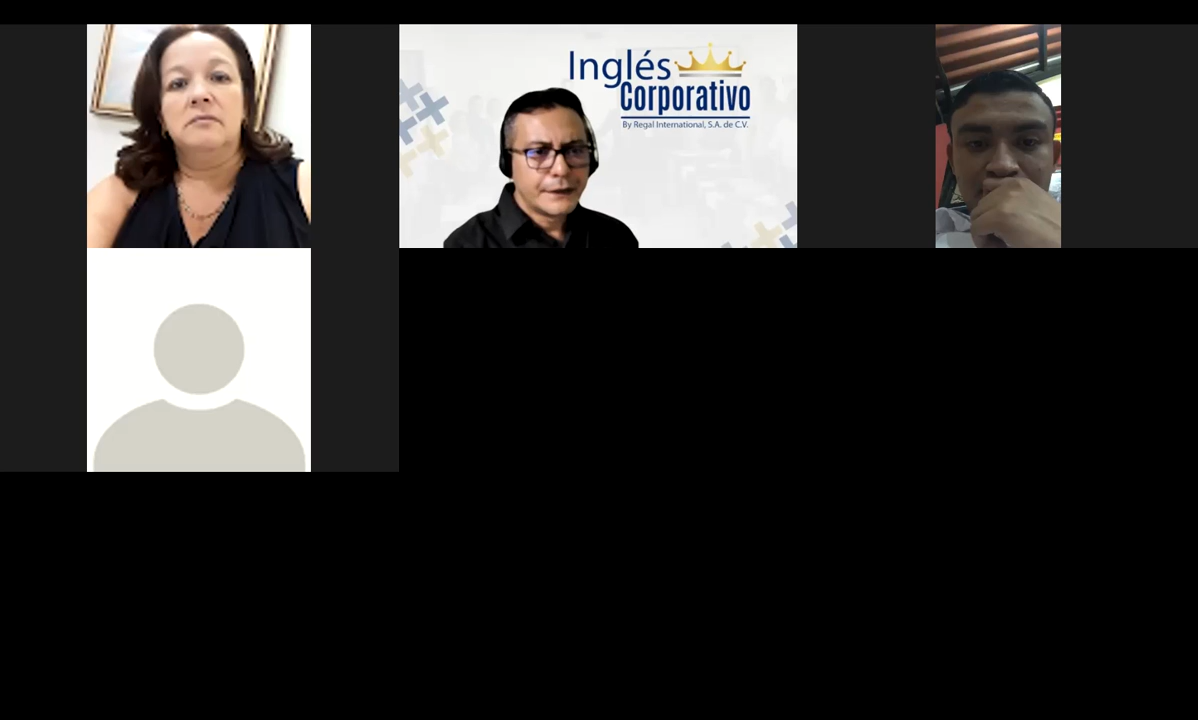 Inglés
Corporativo
By Regal International, S.A. de C.V.